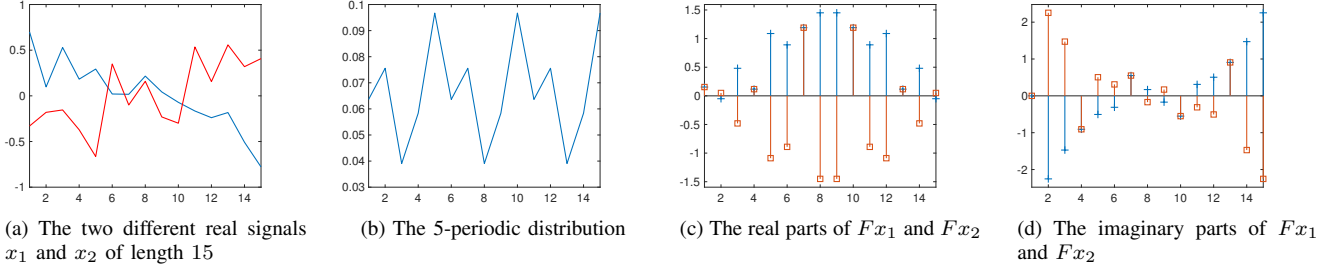 1
0.5
0
-0.5
-1
2 4 6 8 10 12 14
(a) The two different real signals
x1 and x2 of length 15
0.1
0.09
0.08
0.07
0.06
0.05
0.04
0.03
2 4 6 8 10 12 14
(b) The 5-periodic distribution
1.5
1
0.5
0
-0.5
-1
-1.5
2 4 6 8 10 12 14
(c) The real parts of Fx1 and Fx2
2
1
0
-1
-2
2 4 6 8 10 12 14
(d) The imaginary parts of Fx1
and Fx2